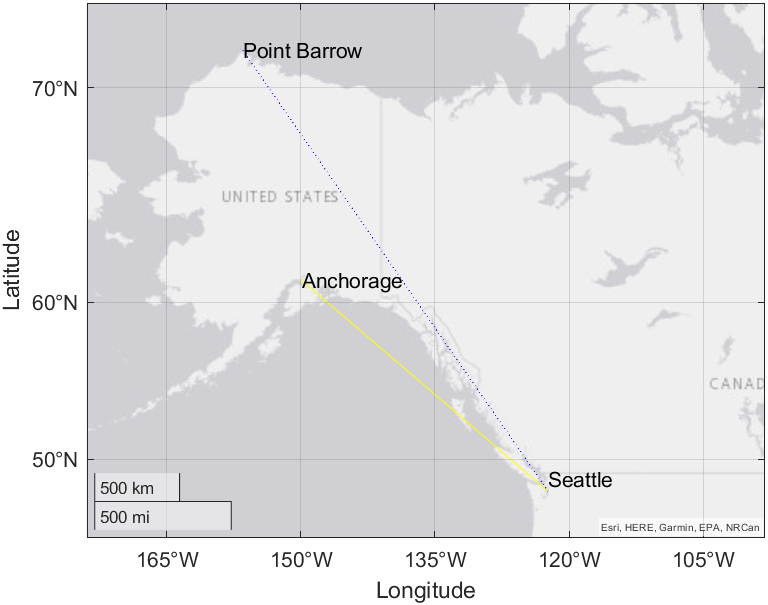 Point Barrow
70°N
UNITED STATES
Latitude
Anchorage
60°N
CANAD
50°N
Seattle
500 km
500 mi
Esri, HERE, Garmin, EPA, NRCan
165°W 150°W 135°W 120°W 105°W
Longitude